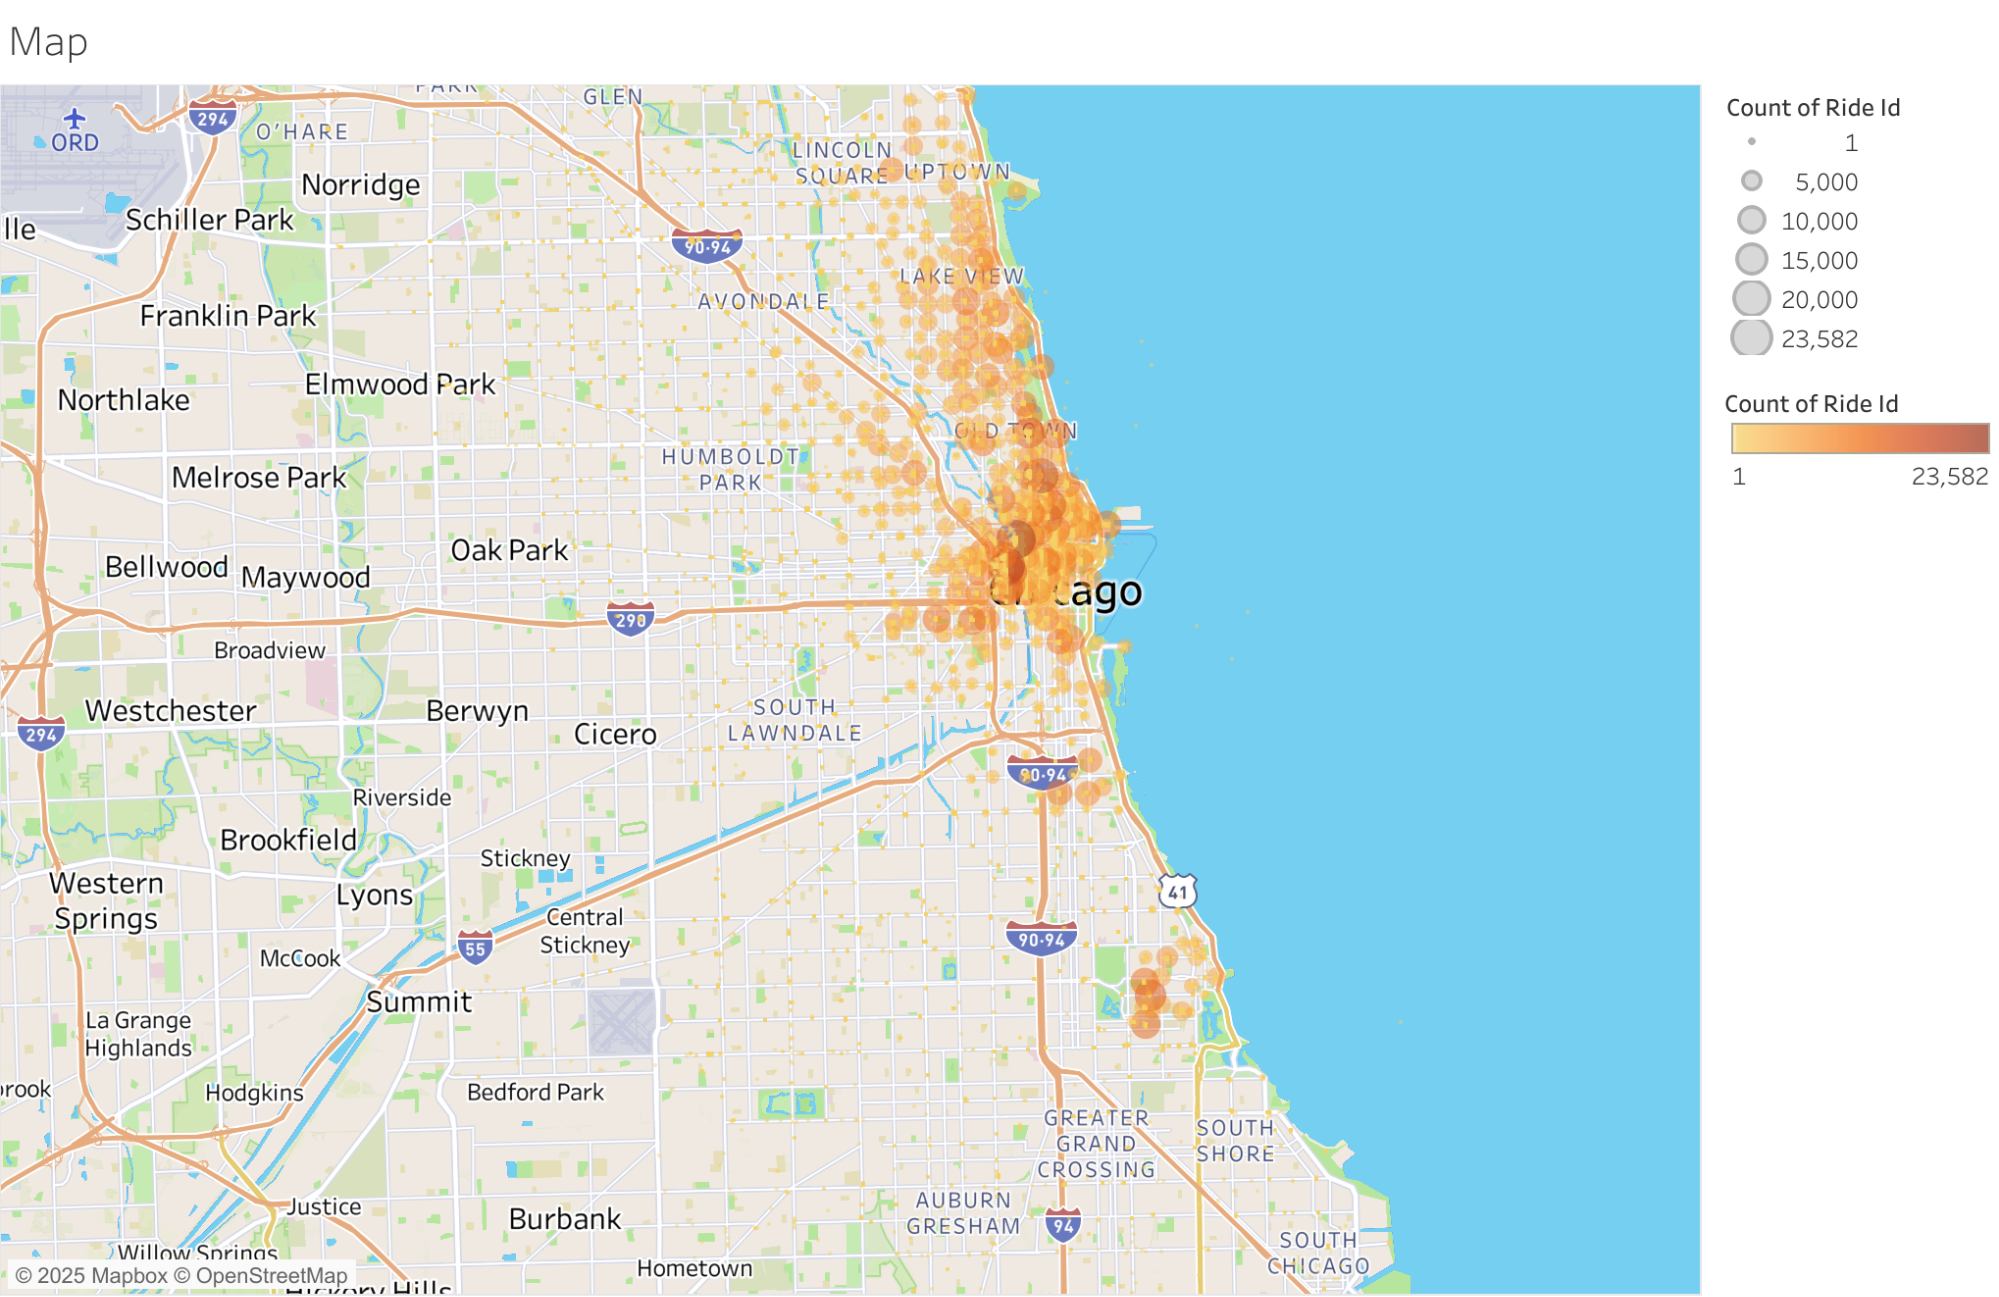 Map
PARK
GLEN
294
ORD
O'HARE
LINCOLN
SQUARE
UPTOWN
Norridge
Schiller Park
lle
90-94
LAKE VIEW
AVONDALE
Franklin Park
Elmwood Park
Northlake
OLD TOWN
HUMBOLDT
PARK
Melrose Park
Oak Park
Bellwood
Maywood
Chicago
290
Broadview
Westchester
Berwyn
SOUTH
LAWNDALE
294
Cicero
90-94
Riverside
Brookfield
Stickney
Western
Springs
Lyons
41
Central
Stickney
90-94
55
McCook
Summit
La Grange
Highlands
brook
Hodgkins
Bedford Park
GREATER
GRAND
CROSSING
SOUTH
SHORE
Justice
Burbank
AUBURN
GRESHAM
94
SOUTH
CHICAGO
Willow Springs
Hometown
© 2025 Mapbox © OpenStreetMap
Hickory Hills
Count of Ride Id
1
5,000
10,000
15,000
20,000
23,582
Count of Ride Id
1 23,582